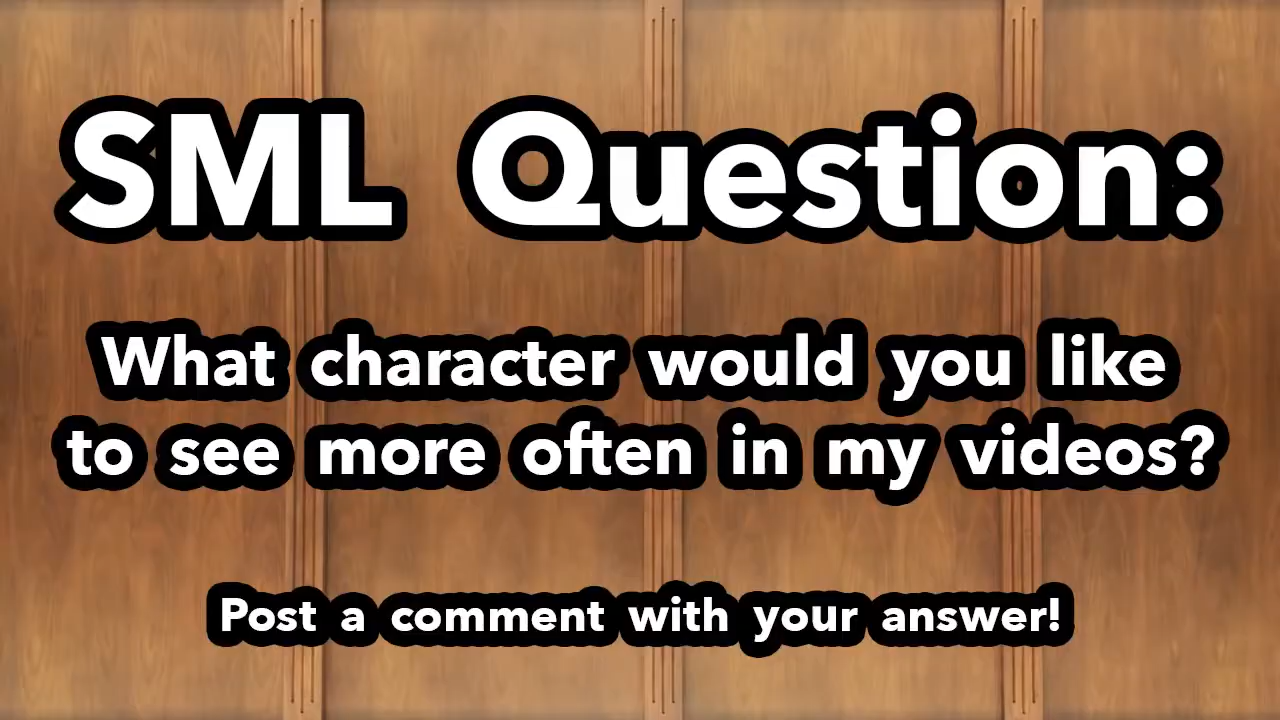 SML Question:
What character would you like
to see more often in my videos?
Post a comment with your answer!